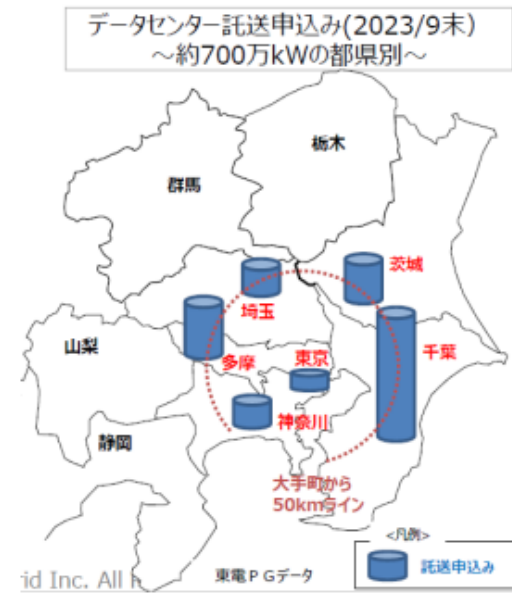 データセンター託送申込み(2023/9末)
～約700万kWの都県別～
栃木
群馬
茨城
埼玉
山梨
多摩
東京
千葉
神奈川
静岡
大手町から
50kmライン
<凡例>
託送申込み
東電ＰＧデータ
id Inc. All